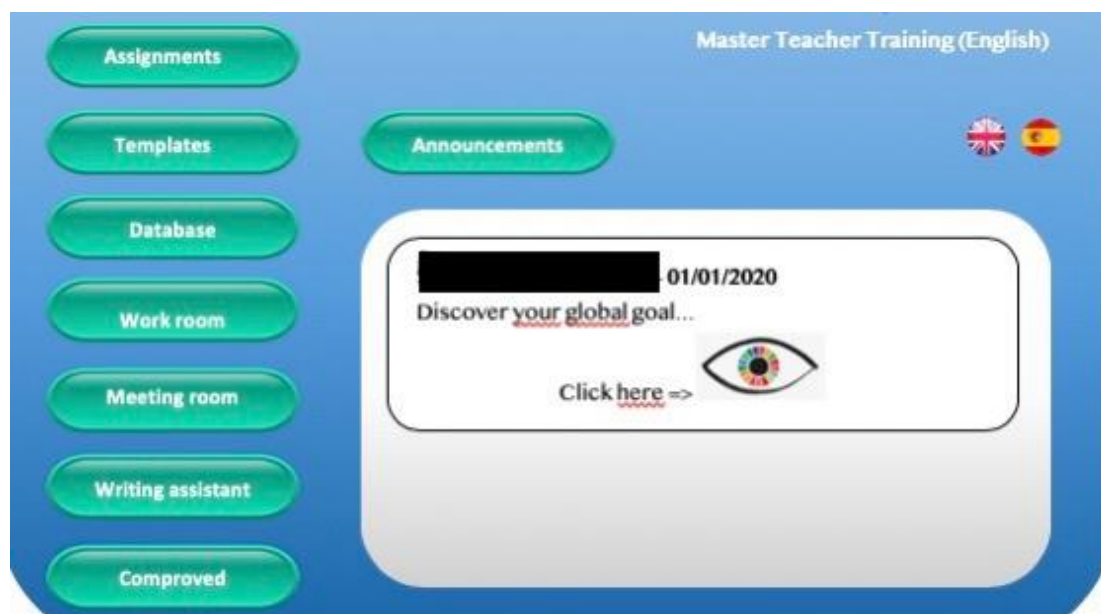 Master Teacher Training (English)
Assignments
Templates
Database
Work room
Meeting room
Writing assistant
Comproved
Announcements
01/01/2020
Discover your global goal...
Click here =>